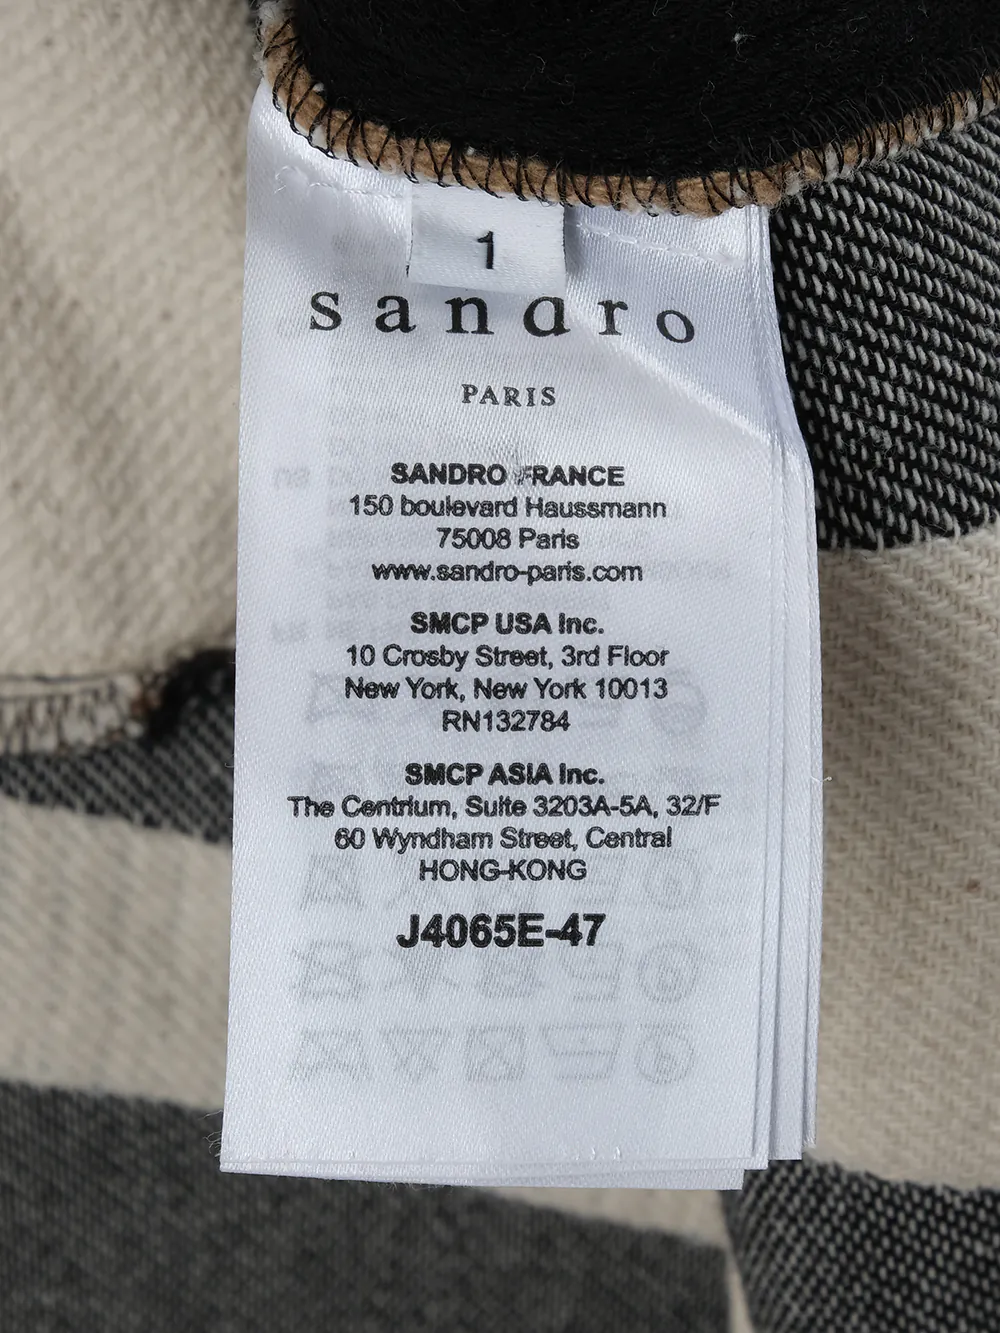 1
sandro
PARIS
SANDRO FRANCE
150 boulevard Haussmann
75008 Paris
www.sandro-paris.com
SMCP USA Inc.
10 Crosby Street, 3rd Floor
New York, New York 10013
RN132784
SMCP ASIA Inc.
The Centrium, Suite 3203A-5A, 32/F
60 Wyndham Street, Central
HONG-KONG
J4065E-47